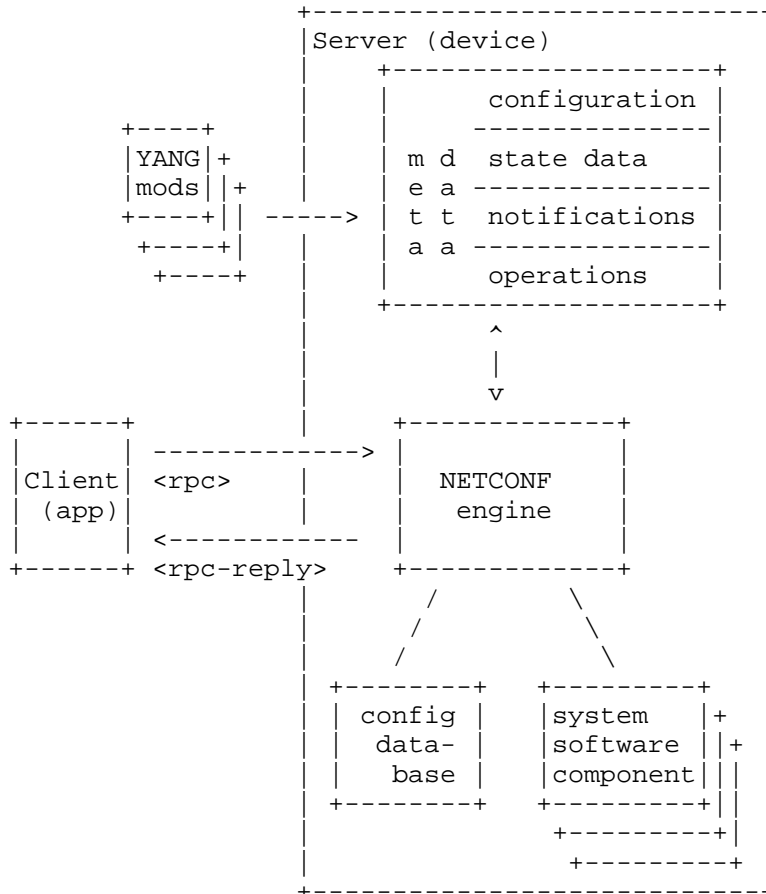 Server (device)
configuration
YANG
mods
m d state data
e a
t t notifications
a a
operations
Client
(app)
<rpc>
NETCONF
engine
<rpc-reply>
config
data-
base
system
software
component